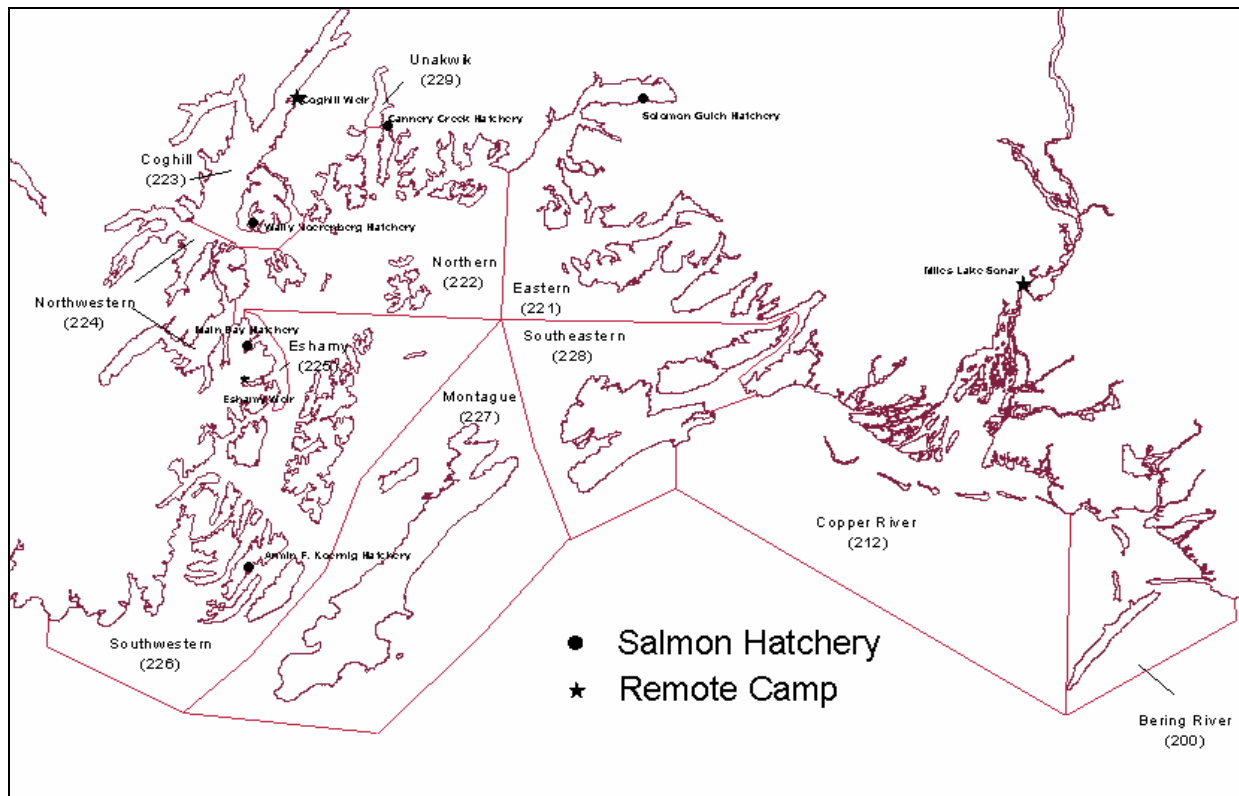 Unakwik
(229)
Coghill Weir
Cannery Creek Hatchery
Solomon Gulch Hatchery
Coghill
(223)
Wally Noerenberg Hatchery
Northern
(222)
Eastern
(221)
Miles Lake Sonar
Northwestern
(224)
Main Bay Hatchery
Eshamy
(225)
Southeastern
(228)
Eshamy Weir
Montague
(227)
Copper River
(212)
Armin F. Koernig Hatchery
Southwestern
(226)
Salmon Hatchery
Remote Camp
Bering River
(200)